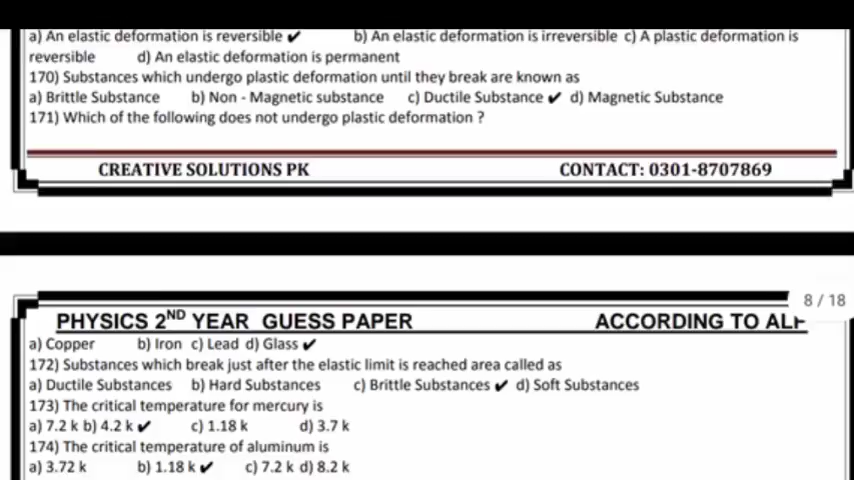 a) An elastic deformation is reversible ✔ b) An elastic deformation is irreversible c) A plastic deformation is
reversible d) An elastic deformation is permanent
170) Substances which undergo plastic deformation until they break are known as
a) Brittle Substance b) Non - Magnetic substance c) Ductile Substance ✔ d) Magnetic Substance
171) Which of the following does not undergo plastic deformation ?
CREATIVE SOLUTIONS PK CONTACT: 0301-8707869
8 / 18
PHYSICS 2ND YEAR GUESS PAPER ACCORDING TO ALP
a) Copper b) Iron c) Lead d) Glass ✔
172) Substances which break just after the elastic limit is reached area called as
a) Ductile Substances b) Hard Substances c) Brittle Substances ✔ d) Soft Substances
173) The critical temperature for mercury is
a) 7.2 k b) 4.2 k ✔ c) 1.18 k d) 3.7 k
174) The critical temperature of aluminum is
a) 3.72 k b) 1.18 k ✔ c) 7.2 k d) 8.2 k